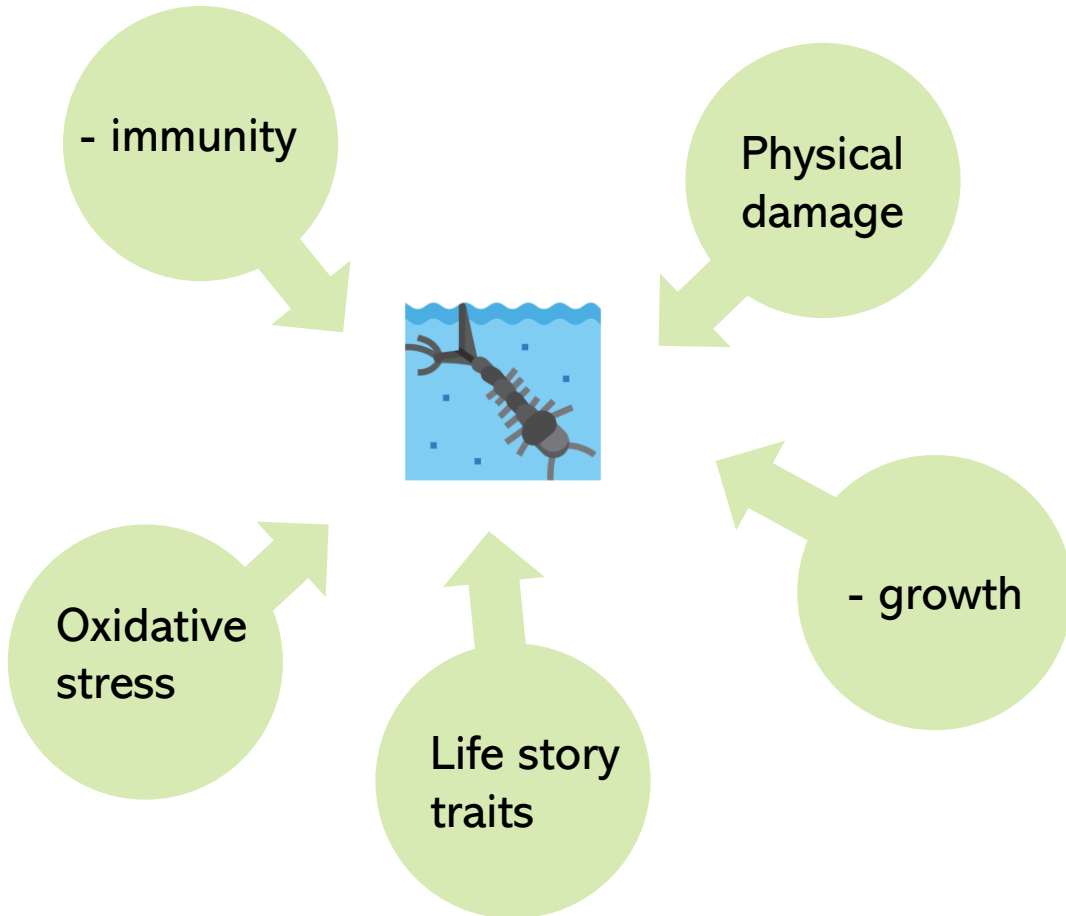 - immunity
Physical
damage
- growth
Oxidative
stress
Life story
traits